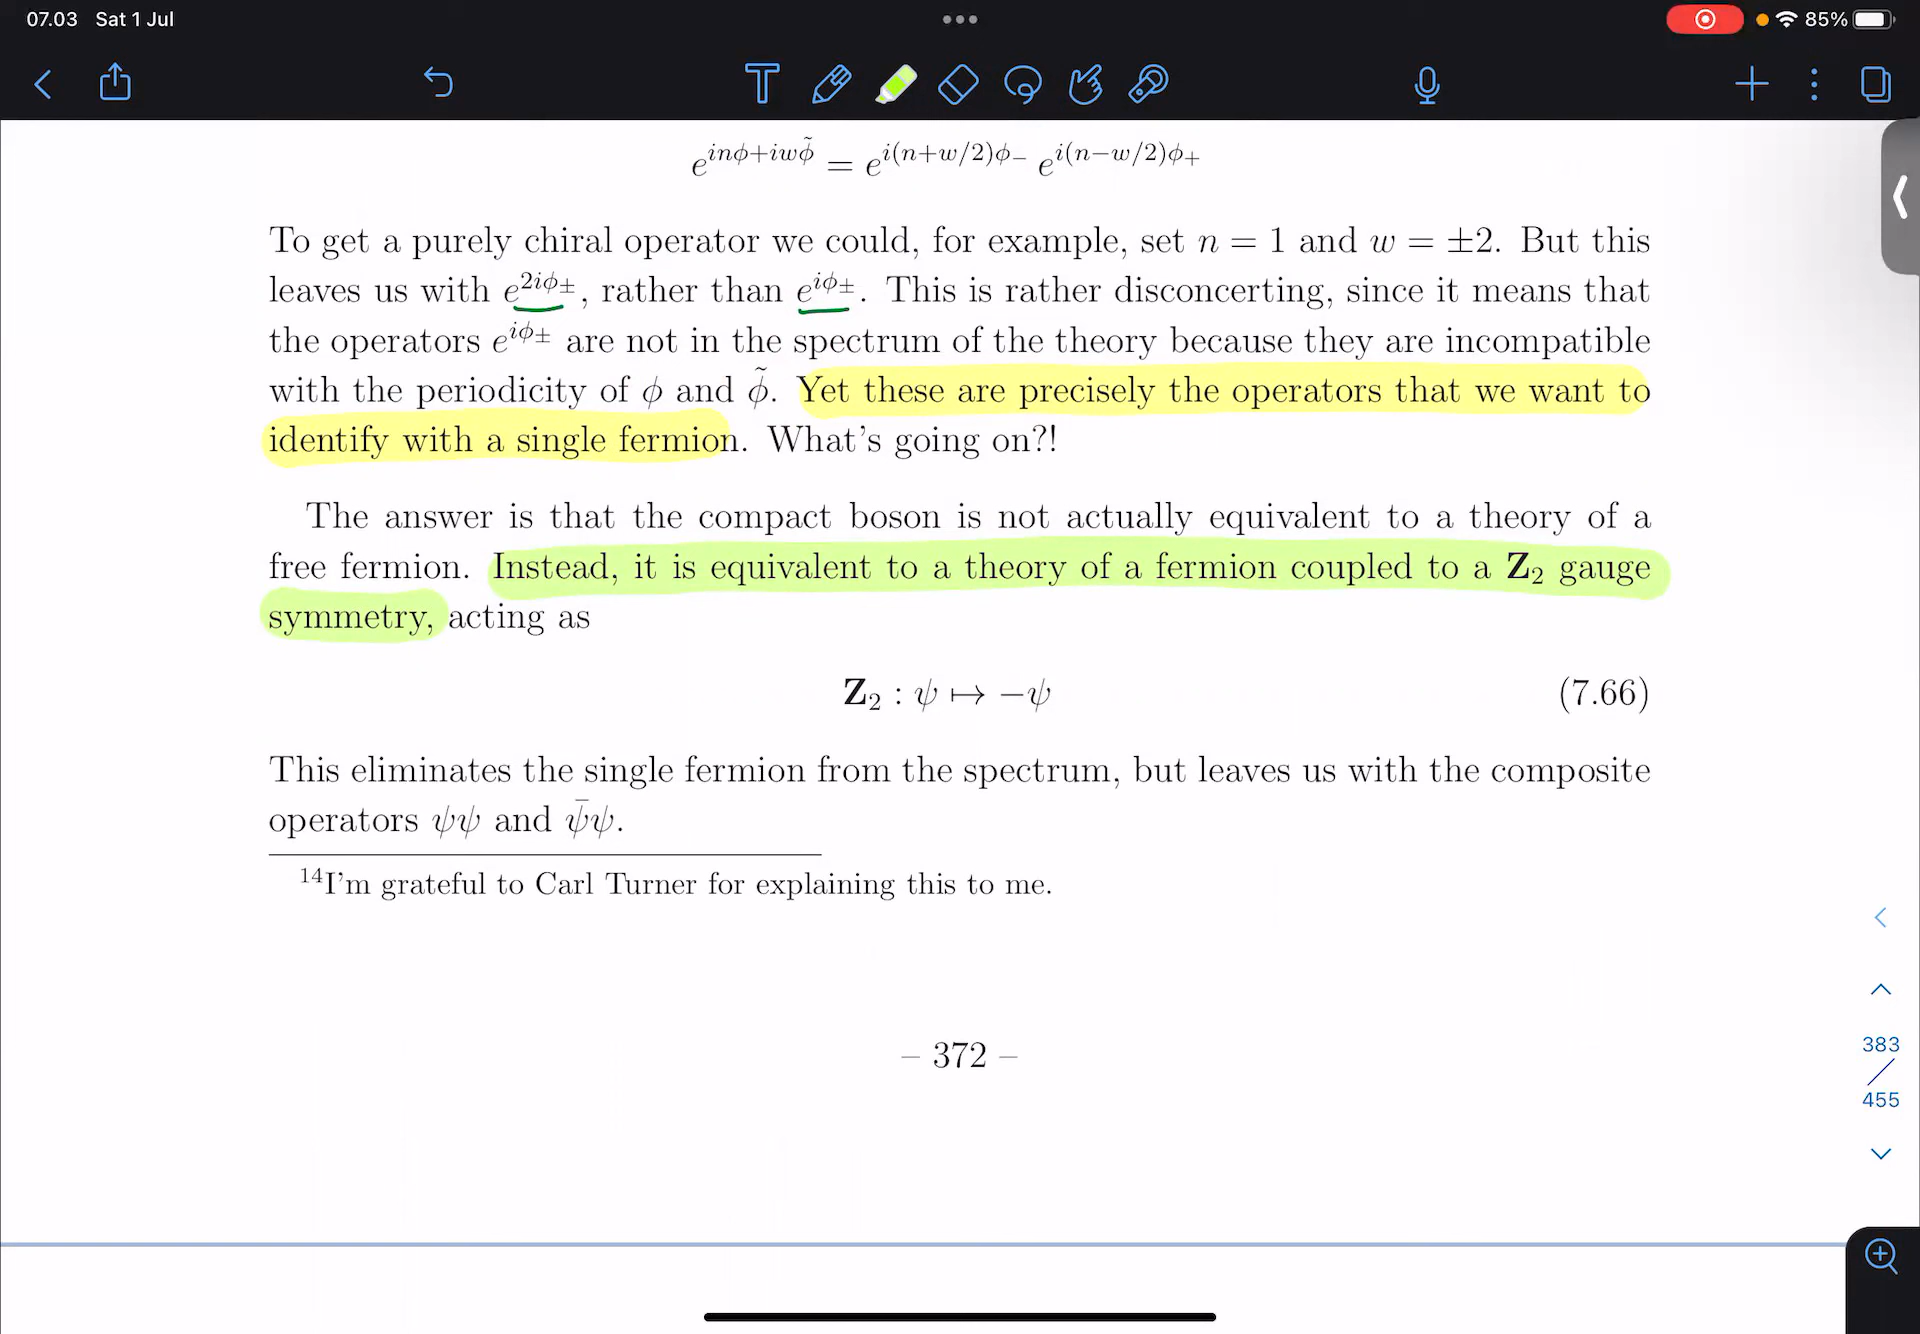 07.03 Sat 1 Jul
85%
e^{inϕ+iwϕ̃} = e^{i(n+w/2)ϕ₋} e^{i(n−w/2)ϕ₊}
To get a purely chiral operator we could, for example, set n = 1 and w = ±2. But this
leaves us with e^{2iϕ±}, rather than e^{iϕ±}. This is rather disconcerting, since it means that
the operators e^{iϕ±} are not in the spectrum of the theory because they are incompatible
with the periodicity of ϕ and ϕ̃. Yet these are precisely the operators that we want to
identify with a single fermion. What's going on?!
The answer is that the compact boson is not actually equivalent to a theory of a
free fermion. Instead, it is equivalent to a theory of a fermion coupled to a Z₂ gauge
symmetry, acting as
Z₂ : ψ ↦ −ψ (7.66)
This eliminates the single fermion from the spectrum, but leaves us with the composite
operators ψψ and ψ̄ψ.
¹⁴I'm grateful to Carl Turner for explaining this to me.
– 372 –
383
/
455